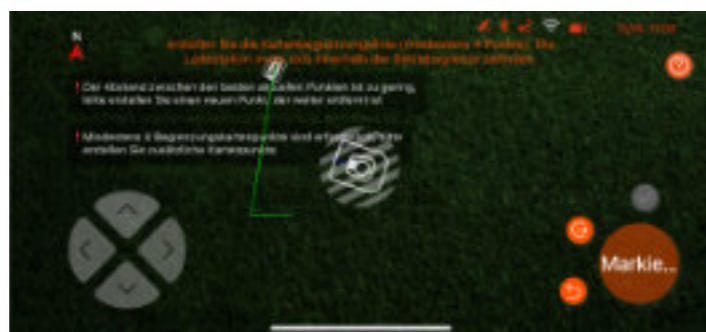 N
erstellen Sie die Kartenbegrenzungslinie (mindestens 4 Punkte). Die
Ladestation muss sich innerhalb der
! Der Abstand zwischen den beiden aktuellen Punkten ist zu gering,
bitte erstellen Sie einen neuen Punkt, der weiter entfernt ist
! Mindestens 4 Begrenzungskartenpunkte sind erforderlich, bitte
erstellen Sie zusätzliche Kartenpunkte
Markie...